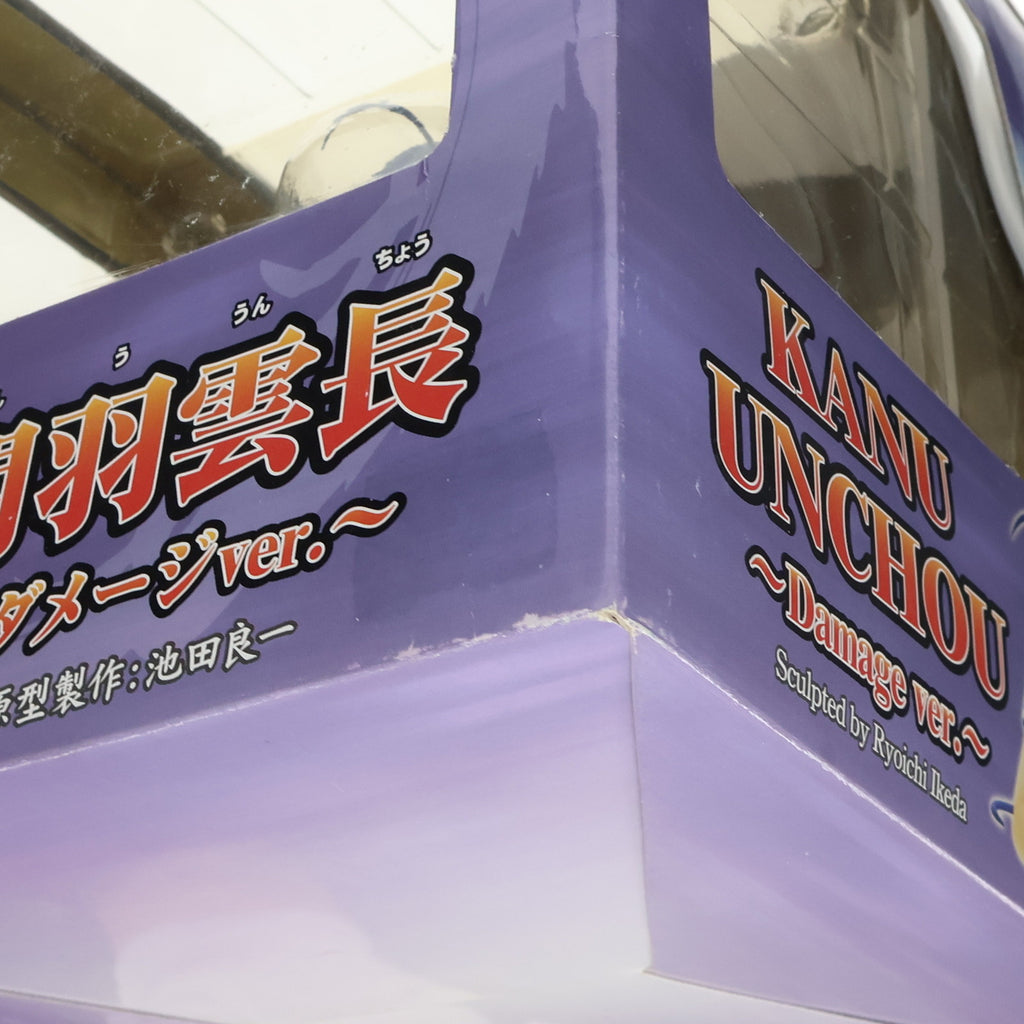 う うん ちょう
羽雲長
ダメージver.～
原型製作:池田良一
KANU
UNCHOU
～Damage ver.～
Sculpted by Ryoichi Ikeda